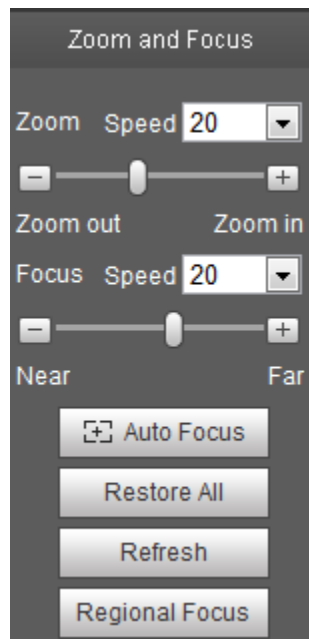 Zoom and Focus
Zoom Speed 20
Zoom out Zoom in
Focus Speed 20
Near Far
Auto Focus
Restore All
Refresh
Regional Focus